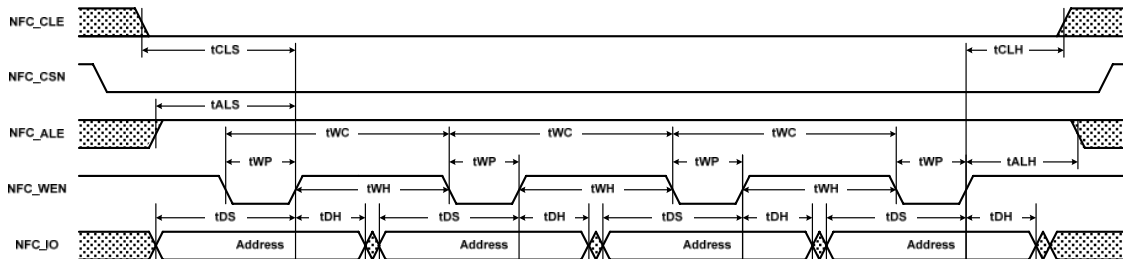 NFC_CLE
tCLS
tCLH
NFC_CSN
tALS
NFC_ALE
tWC
tWC
tWC
tWP
tWP
tWP
tWP
tALH
NFC_WEN
tWH
tWH
tWH
tDS
tDH
tDS
tDH
tDS
tDH
tDS
tDH
NFC_IO
Address
Address
Address
Address